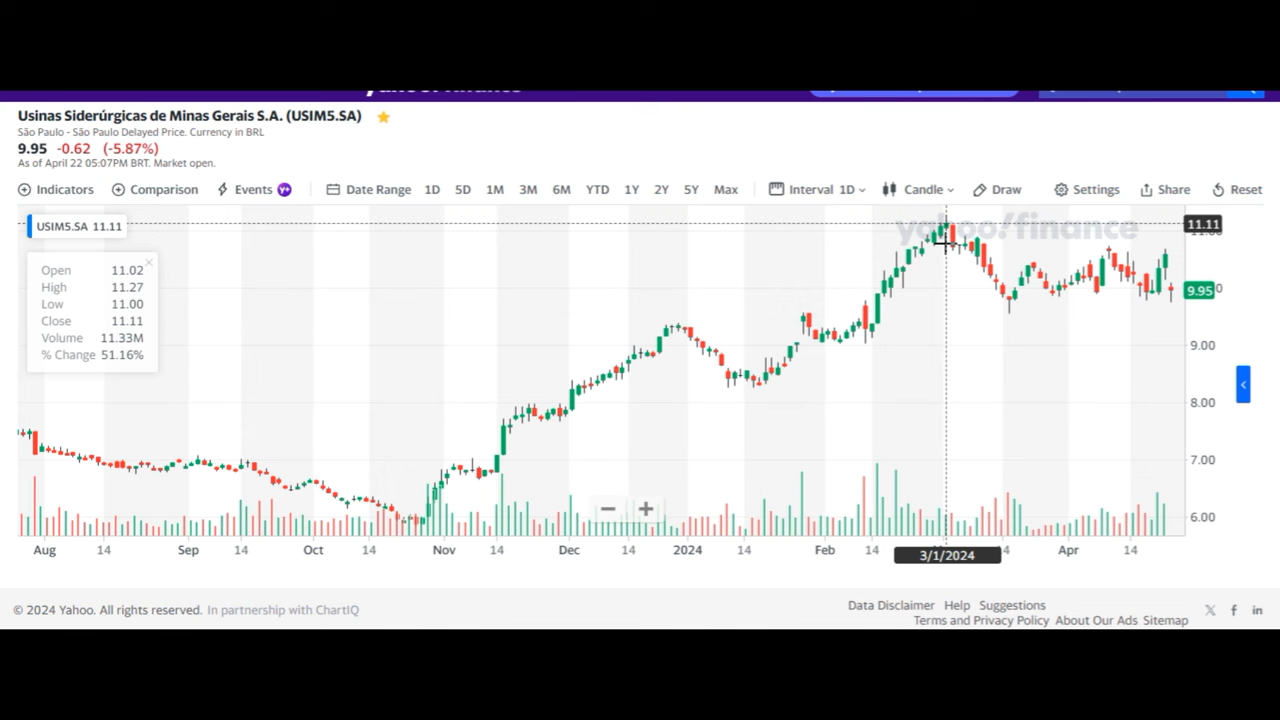 Usinas Siderúrgicas de Minas Gerais S.A. (USIM5.SA)
São Paulo - São Paulo Delayed Price. Currency in BRL
9.95 -0.62 (-5.87%)
As of April 22 05:07PM BRT. Market open.
Indicators Comparison Events Y+ Date Range 1D 5D 1M 3M 6M YTD 1Y 2Y 5Y Max Interval 1D Candle Draw Settings Share Reset
yahoo!finance
USIM5.SA 11.11
11.11
Open 11.02
High 11.27
Low 11.00
Close 11.11
Volume 11.33M
% Change 51.16%
9.95
9.00
8.00
7.00
6.00
Aug 14 Sep 14 Oct 14 Nov 14 Dec 14 2024 14 Feb 14 3/1/2024 Apr 14
© 2024 Yahoo. All rights reserved. In partnership with ChartIQ
Data Disclaimer Help Suggestions
Terms and Privacy Policy About Our Ads Sitemap